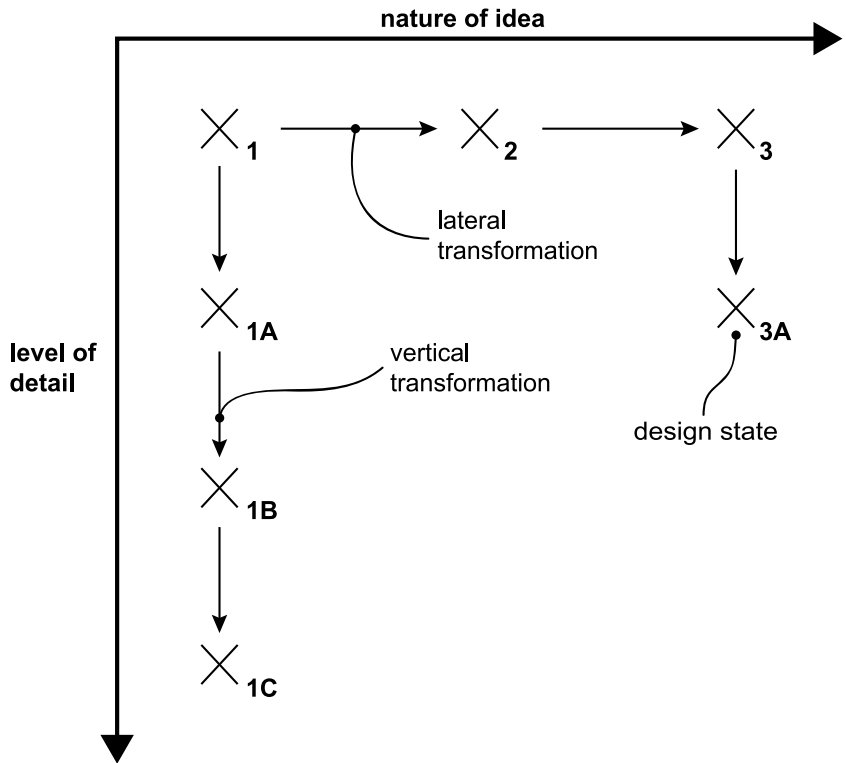 nature of idea
1
2
3
lateral
transformation
1A
3A
level of
detail
vertical
transformation
design state
1B
1C